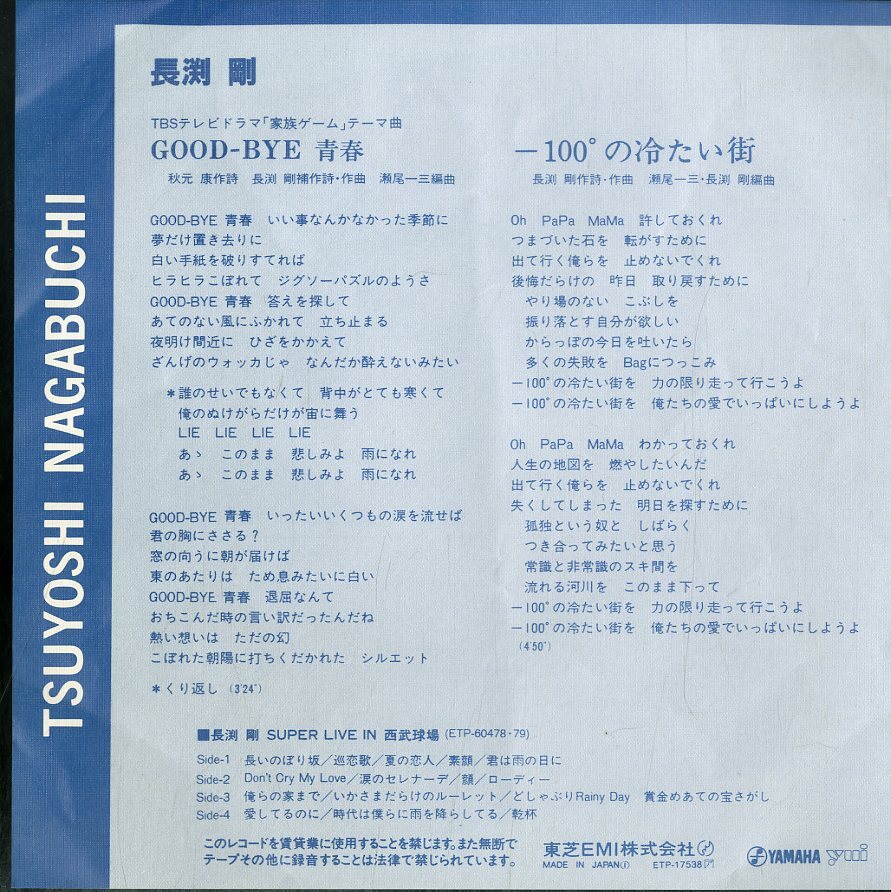 TSUYOSHI NAGABUCHI
長渕 剛
TBSテレビドラマ「家族ゲーム」テーマ曲
GOOD-BYE 青春
秋元 康作詩 長渕 剛補作詩・作曲 瀬尾一三編曲
GOOD-BYE 青春 いい事なんかなかった季節に
夢だけ置き去りに
白い手紙を破りすてれば
ヒラヒラこぼれて ジグソーパズルのようさ
GOOD-BYE 青春 答えを探して
あてのない風にふかれて 立ち止まる
夜明け間近に ひざをかかえて
ざんげのウォッカじゃ なんだか酔えないみたい
＊誰のせいでもなくて 背中がとても寒くて
俺のぬけがらだけが宙に舞う
LIE LIE LIE LIE
あゝ このまま 悲しみよ 雨になれ
あゝ このまま 悲しみよ 雨になれ
GOOD-BYE 青春 いったいいくつもの涙を流せば
君の胸にささる？
窓の向うに朝が届けば
東のあたりは ため息みたいに白い
GOOD-BYE 青春 退屈なんて
おちこんだ時の言い訳だったんだね
熱い想いは ただの幻
こぼれた朝陽に打ちくだかれた シルエット
＊くり返し (3'24")
－100°の冷たい街
長渕 剛作詩・作曲 瀬尾一三・長渕 剛編曲
Oh PaPa MaMa 許しておくれ
つまづいた石を 転がすために
出て行く俺らを 止めないでくれ
後悔だらけの 昨日 取り戻すために
やり場のない こぶしを
振り落とす自分が欲しい
からっぽの今日を吐いたら
多くの失敗を Bagにつっこみ
－100°の冷たい街を 力の限り走って行こうよ
－100°の冷たい街を 俺たちの愛でいっぱいにしようよ
Oh PaPa MaMa わかっておくれ
人生の地図を 燃やしたいんだ
出て行く俺らを 止めないでくれ
失くしてしまった 明日を探すために
孤独という奴と しばらく
つき合ってみたいと思う
常識と非常識のスキ間を
流れる河川を このまま下って
－100°の冷たい街を 力の限り走って行こうよ
－100°の冷たい街を 俺たちの愛でいっぱいにしようよ
(4'50")
■長渕 剛 SUPER LIVE IN 西武球場 (ETP-60478・79)
Side-1 長いのぼり坂／巡恋歌／夏の恋人／素顔／君は雨の日に
Side-2 Don't Cry My Love／涙のセレナーデ／顔／ローディー
Side-3 俺らの家まで／いかさまだらけのルーレット／どしゃぶりRainy Day 賞金めあての宝さがし
Side-4 愛してるのに／時代は僕らに雨を降らしてる／乾杯
このレコードを賃貸業に使用することを禁じます。また無断で
テープその他に録音することは法律で禁じられています。
東芝EMI株式会社
MADE IN JAPAN ETP-17538
YAMAHA yui